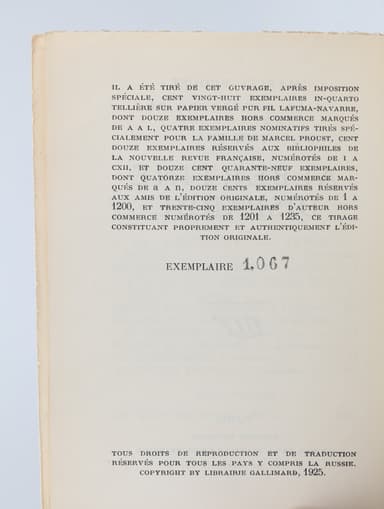 IL A ÉTÉ TIRÉ DE CET OUVRAGE, APRÈS IMPOSITION
SPÉCIALE, CENT VINGT-HUIT EXEMPLAIRES IN-QUARTO
TELLIÈRE SUR PAPIER VERGÉ PUR FIL LAFUMA-NAVARRE,
DONT DOUZE EXEMPLAIRES HORS COMMERCE MARQUÉS
DE A A L, QUATRE EXEMPLAIRES NOMINATIFS TIRÉS SPÉ-
CIALEMENT POUR LA FAMILLE DE MARCEL PROUST, CENT
DOUZE EXEMPLAIRES RÉSERVÉS AUX BIBLIOPHILES DE
LA NOUVELLE REVUE FRANÇAISE, NUMÉROTÉS DE I A
CXII, ET DOUZE CENT QUARANTE-NEUF EXEMPLAIRES,
DONT QUATORZE EXEMPLAIRES HORS COMMERCE MAR-
QUÉS DE a A n, DOUZE CENTS EXEMPLAIRES RÉSERVÉS
AUX AMIS DE L'ÉDITION ORIGINALE, NUMÉROTÉS DE 1 A
1200, ET TRENTE-CINQ EXEMPLAIRES D'AUTEUR HORS
COMMERCE NUMÉROTÉS DE 1201 A 1235, CE TIRAGE
CONSTITUANT PROPREMENT ET AUTHENTIQUEMENT L'ÉDI-
TION ORIGINALE.
EXEMPLAIRE 1.067
TOUS DROITS DE REPRODUCTION ET DE TRADUCTION
RÉSERVÉS POUR TOUS LES PAYS Y COMPRIS LA RUSSIE.
COPYRIGHT BY LIBRAIRIE GALLIMARD, 1925.